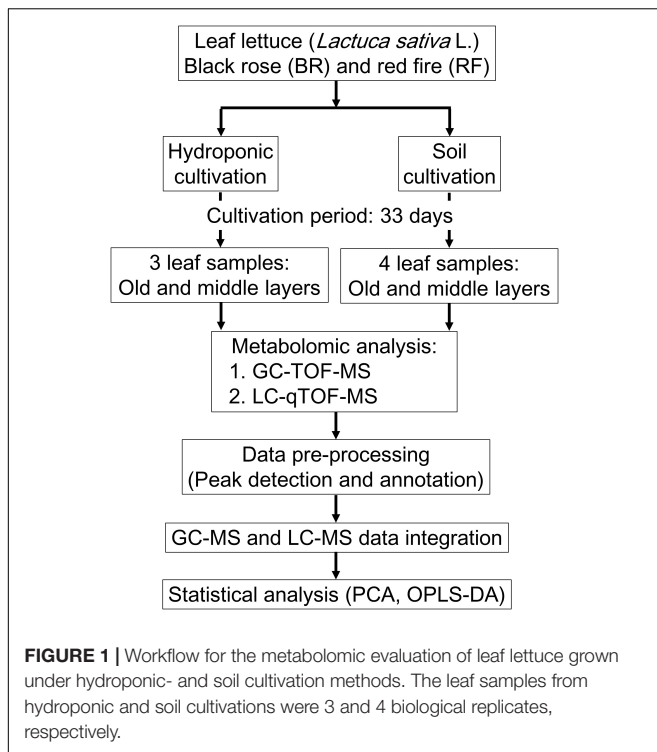 Leaf lettuce (Lactuca sativa L.)
Black rose (BR) and red fire (RF)
Hydroponic
cultivation
Soil
cultivation
Cultivation period: 33 days
3 leaf samples:
Old and middle layers
4 leaf samples:
Old and middle layers
Metabolomic analysis:
1. GC-TOF-MS
2. LC-qTOF-MS
Data pre-processing
(Peak detection and annotation)
GC-MS and LC-MS data integration
Statistical analysis (PCA, OPLS-DA)
FIGURE 1 | Workflow for the metabolomic evaluation of leaf lettuce grown
under hydroponic- and soil cultivation methods. The leaf samples from
hydroponic and soil cultivations were 3 and 4 biological replicates,
respectively.